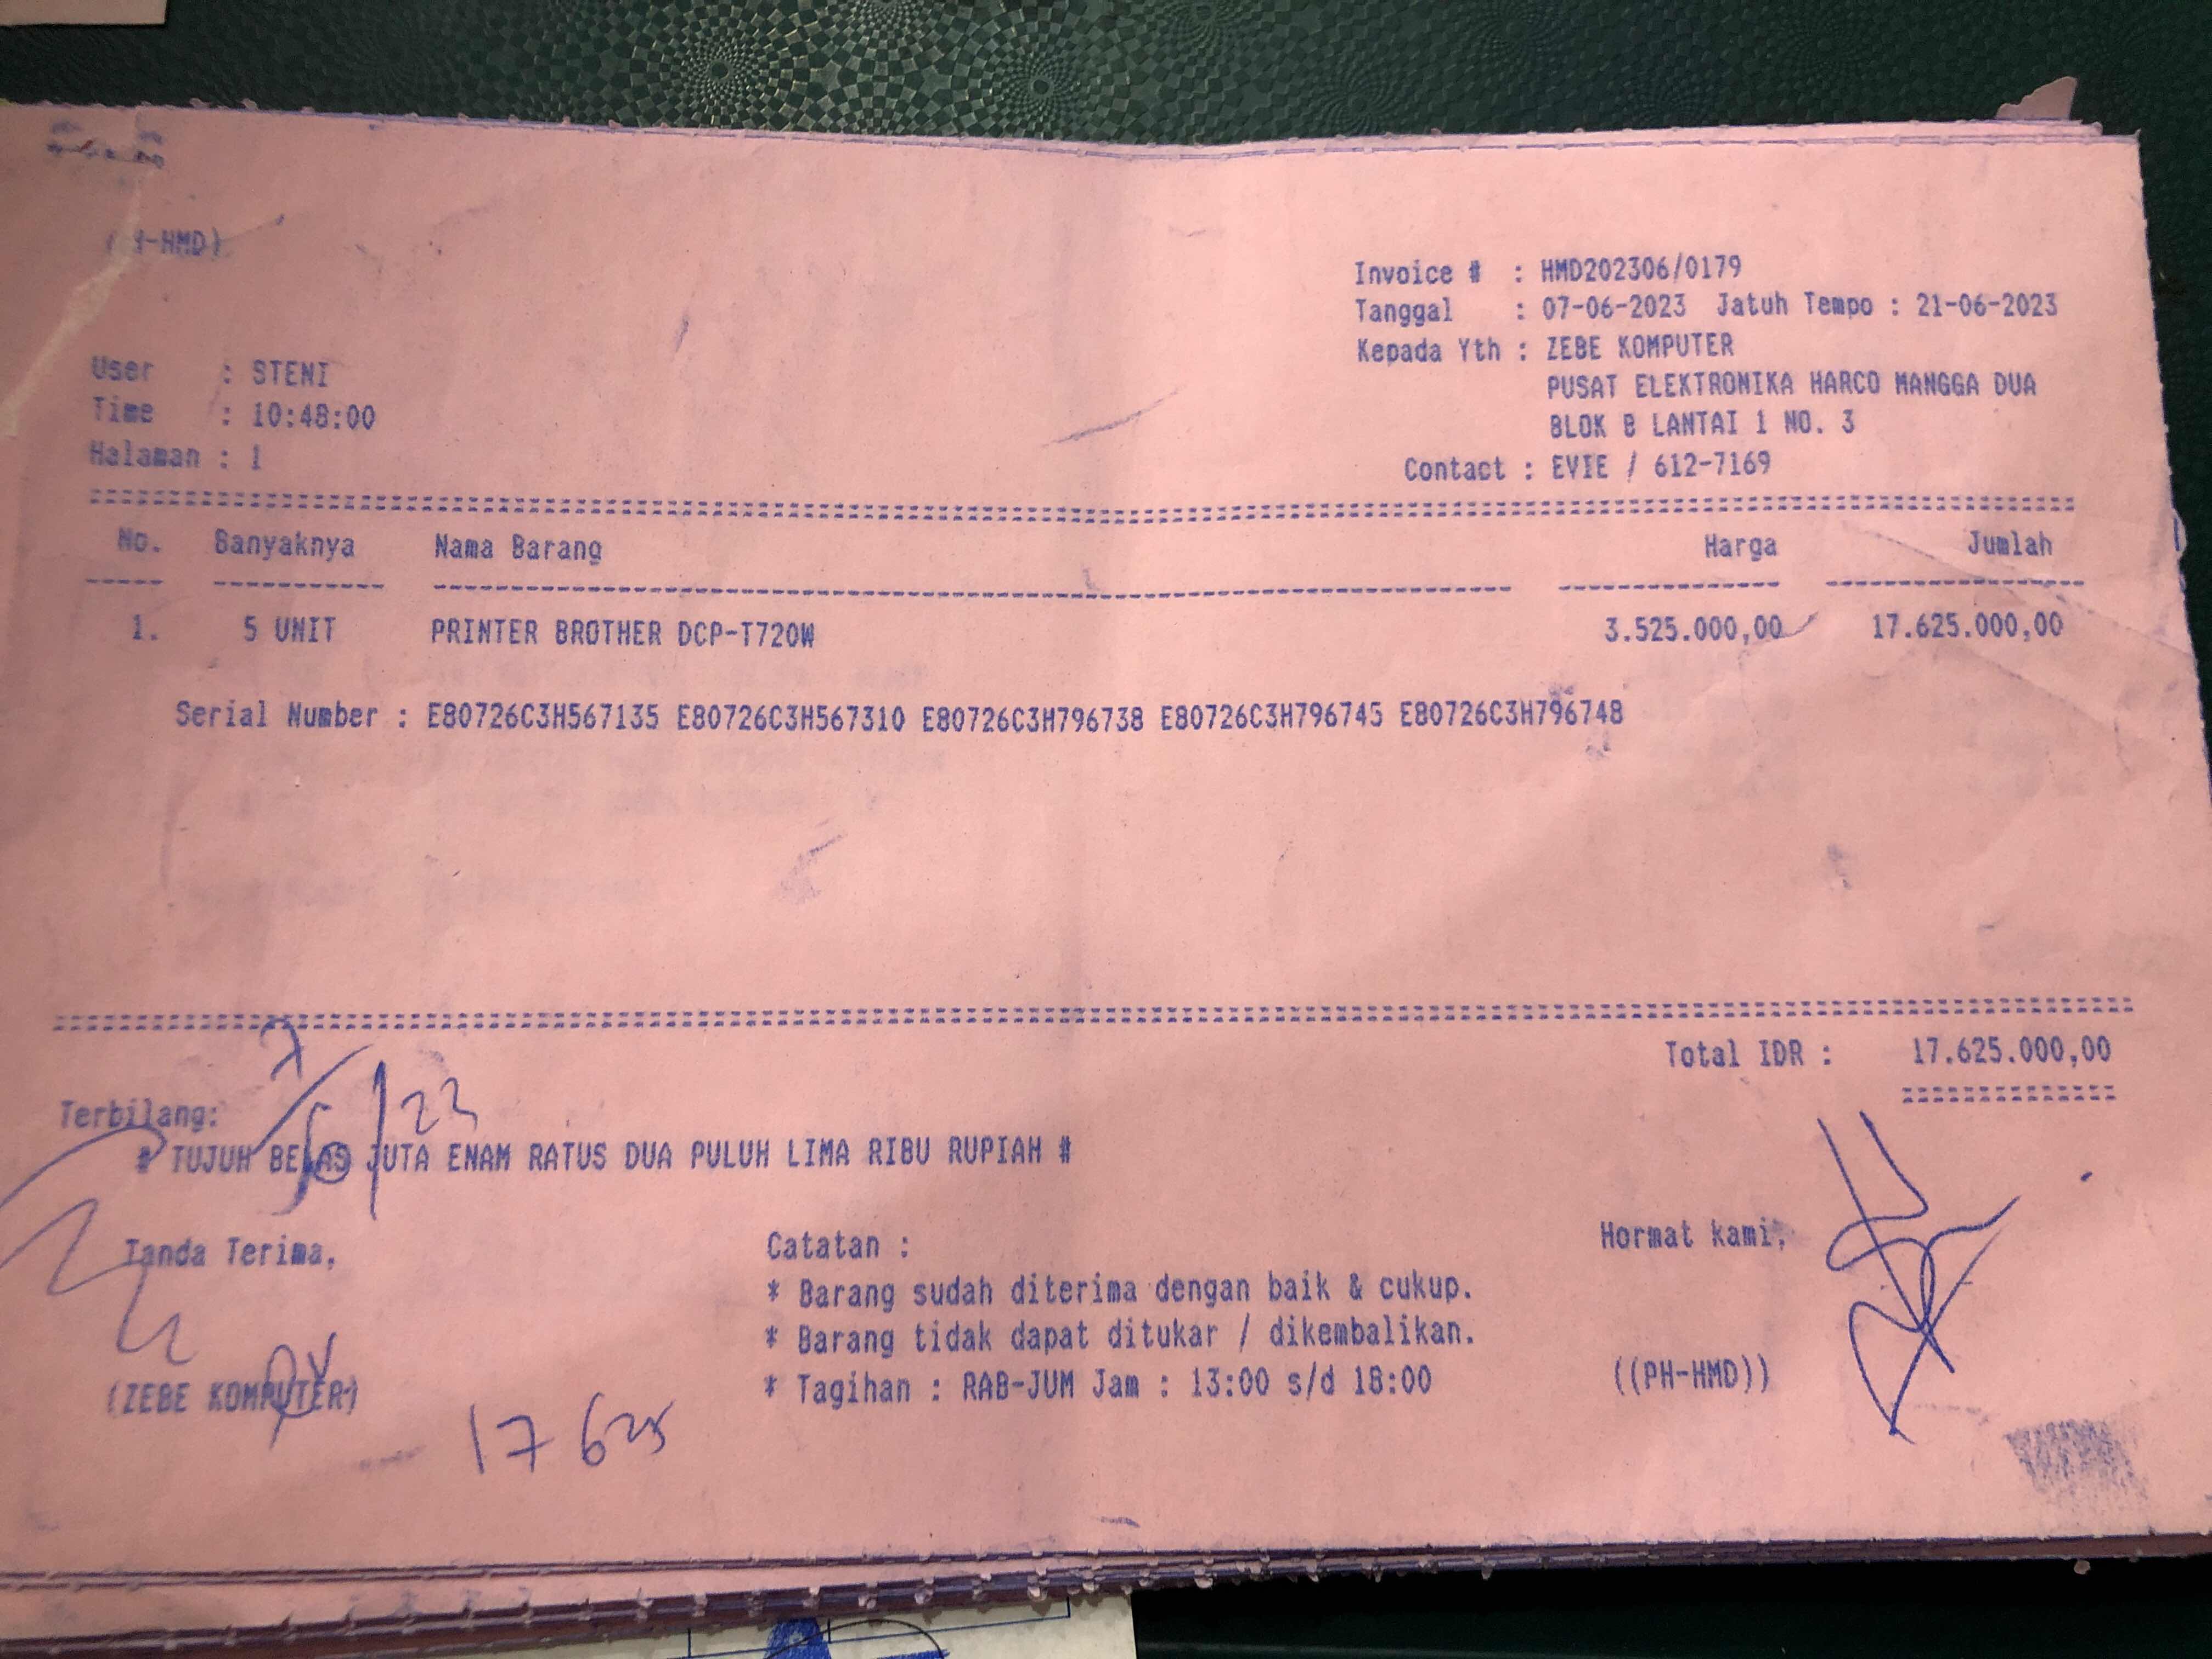 Invoice # : HMD202306/0179
Tanggal : 07-06-2023 Jatuh Tempo : 21-06-2023
Kepada Yth : ZEBE KOMPUTER
PUSAT ELEKTRONIKA HARCO MANGGA DUA
BLOK B LANTAI 1 NO. 3
Contact : EVIE / 612-7169
User : STENI
Time : 10:48:00
Halaman : 1
No. Banyaknya Nama Barang Harga Jumlah
1. 5 UNIT PRINTER BROTHER DCP-T720W 3.525.000,00 17.625.000,00
Serial Number : E80726C3H567135 E80726C3H567310 E80726C3H796738 E80726C3H796745 E80726C3H796748
Total IDR : 17.625.000,00
7/6/23
Terbilang:
# TUJUH BELAS JUTA ENAM RATUS DUA PULUH LIMA RIBU RUPIAH #
Tanda Terima,
(ZEBE KOMPUTER)
17 625
Catatan :
* Barang sudah diterima dengan baik & cukup.
* Barang tidak dapat ditukar / dikembalikan.
* Tagihan : RAB-JUM Jam : 13:00 s/d 18:00
Hormat kami,
((PH-HMD))